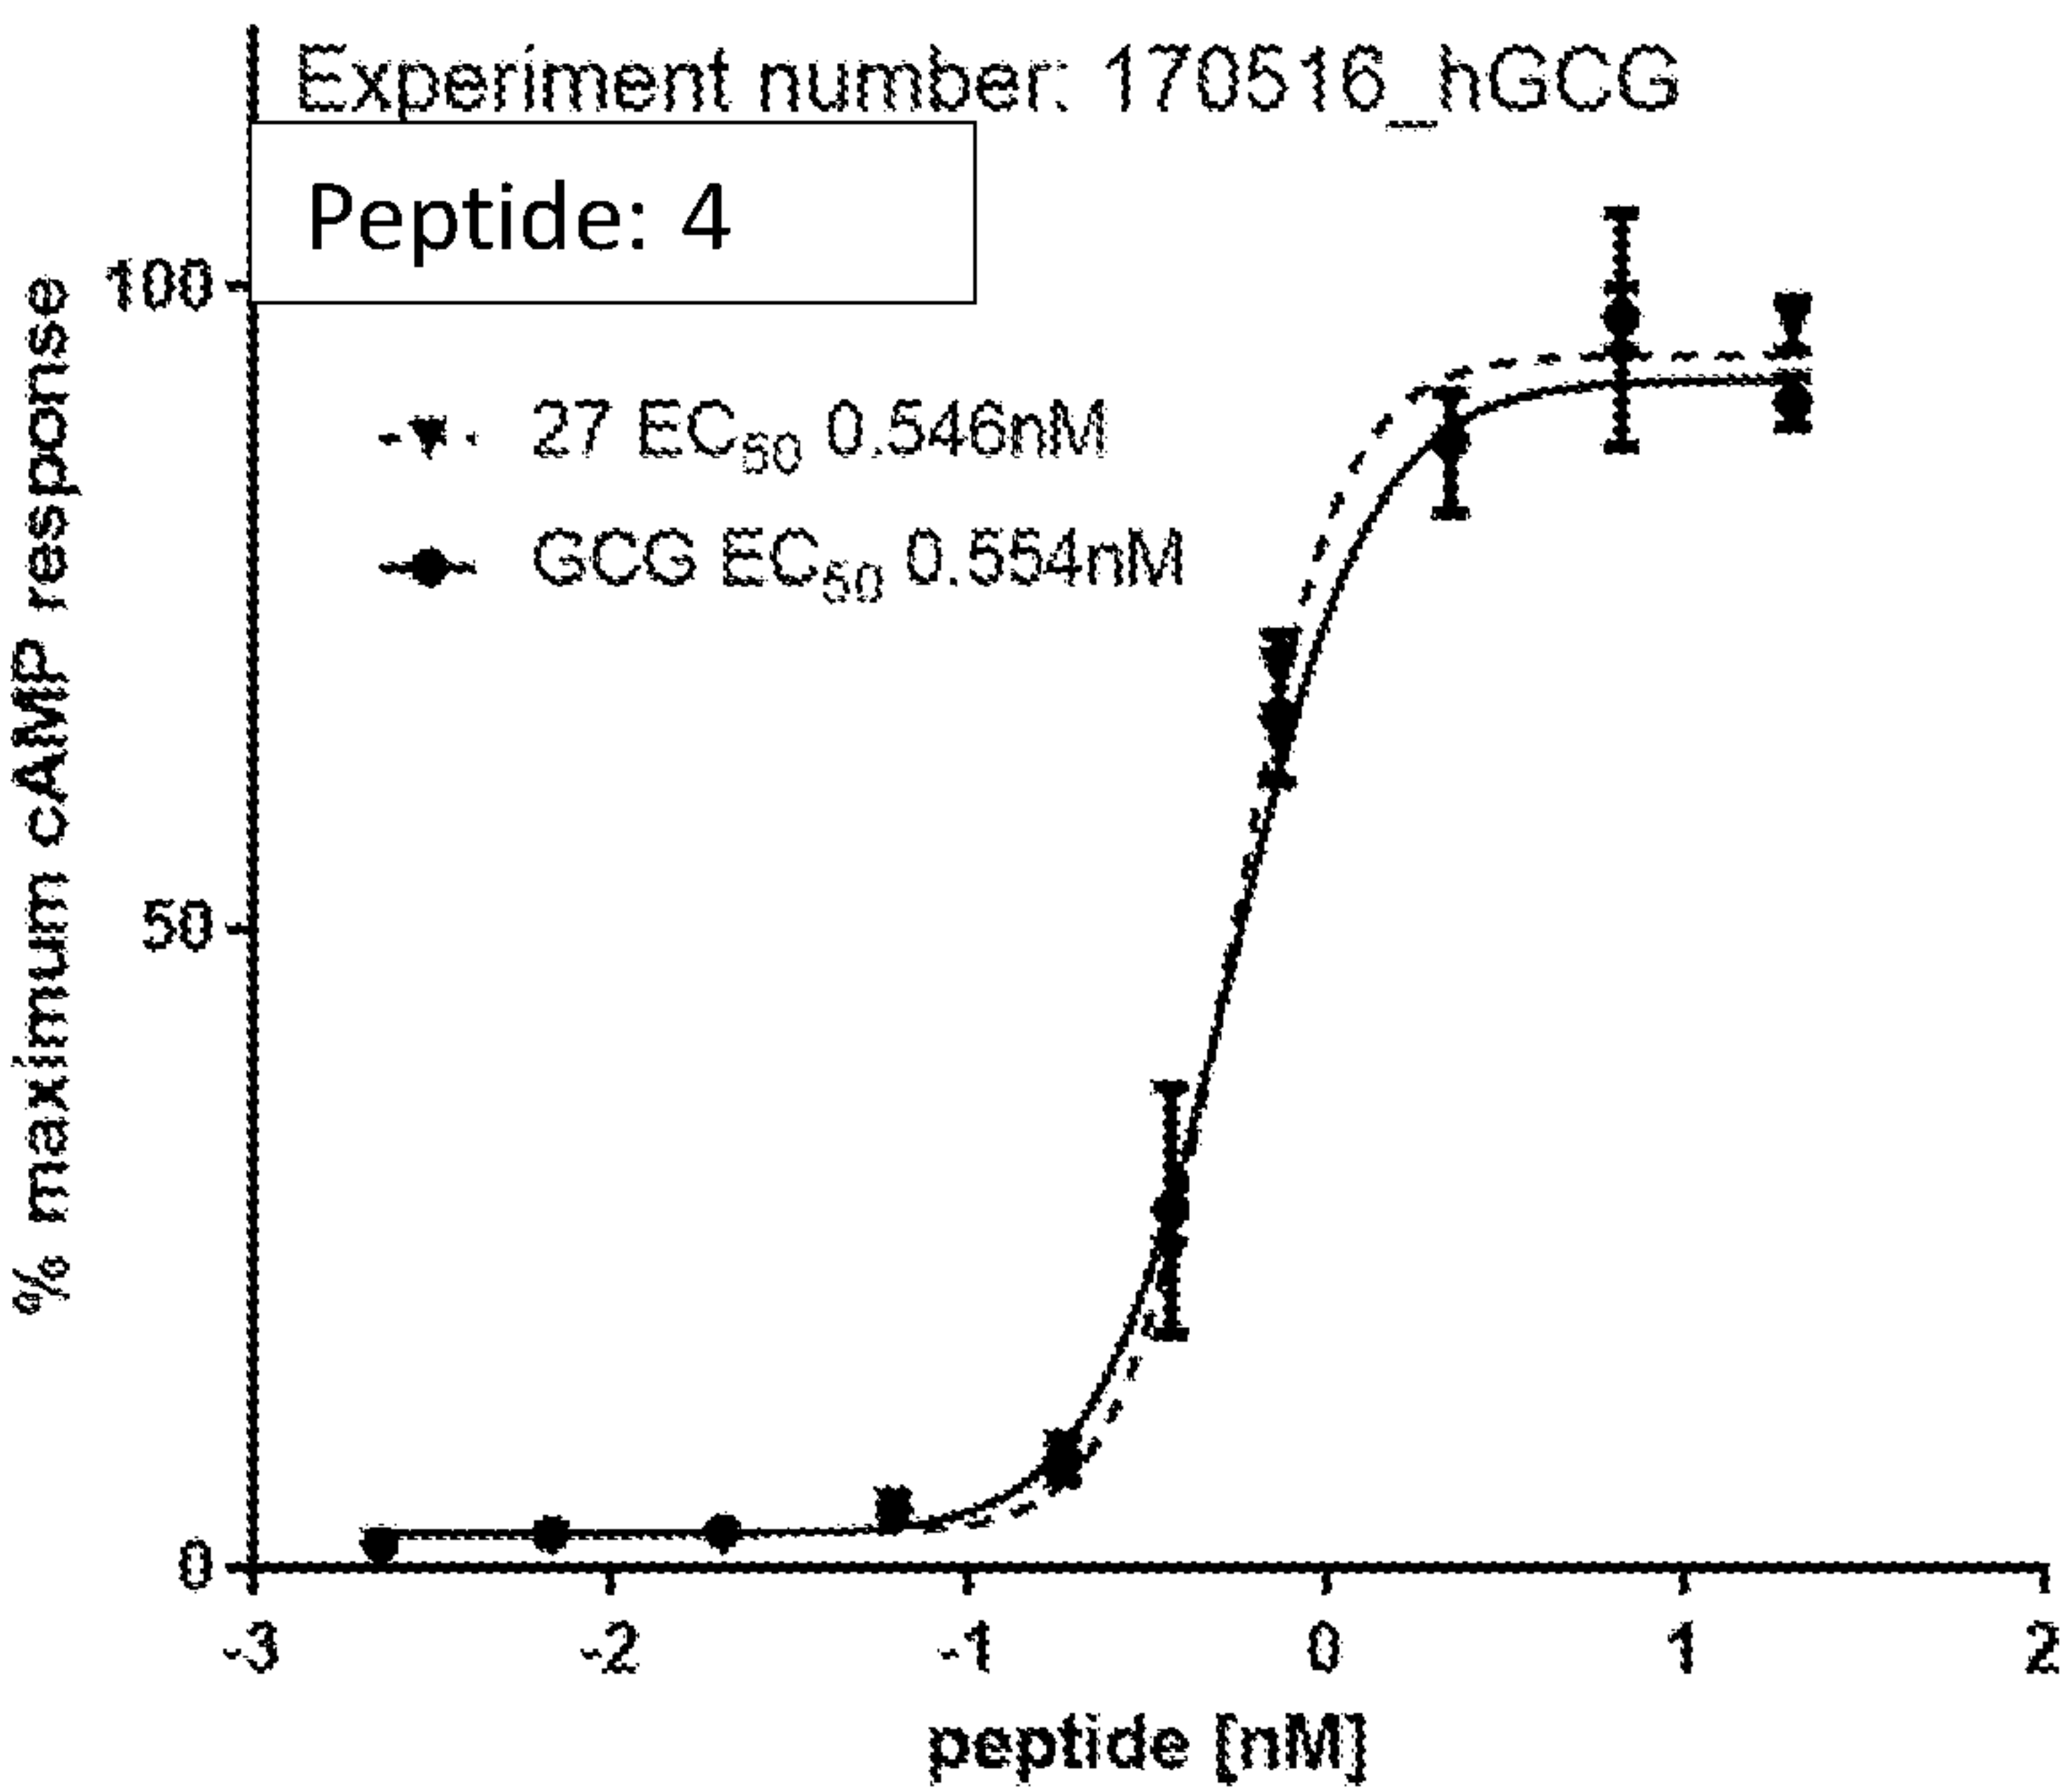 Experiment number: 170516_hGCG
Peptide: 4
% maximum cAMP response
100
50
0
27 EC50 0.546nM
GCG EC50 0.554nM
-3 -2 -1 0 1 2
peptide [nM]